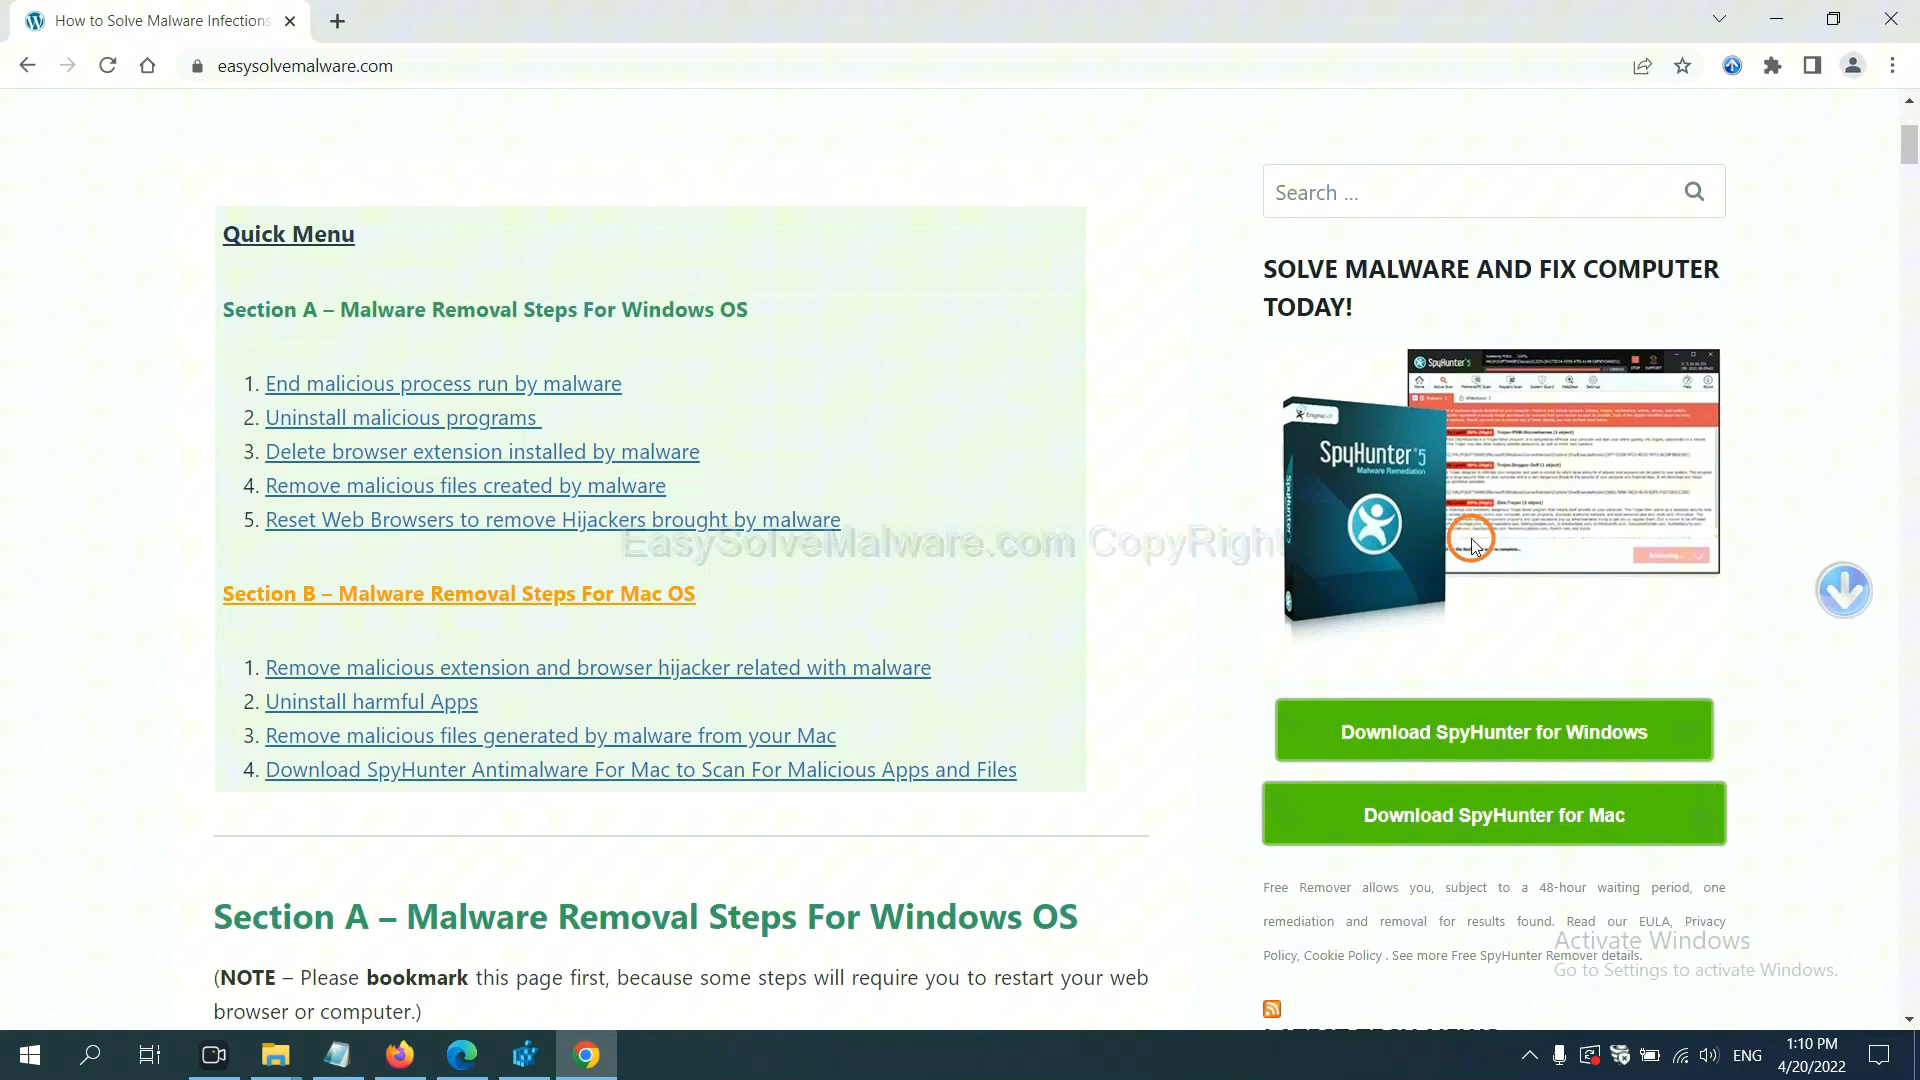 How to Solve Malware Infections
easysolvemalware.com
Search ...
Quick Menu
SOLVE MALWARE AND FIX COMPUTER
TODAY!
Section A – Malware Removal Steps For Windows OS
1. End malicious process run by malware
2. Uninstall malicious programs
3. Delete browser extension installed by malware
4. Remove malicious files created by malware
5. Reset Web Browsers to remove Hijackers brought by malware
EasySolveMalware.com CopyRigh
SpyHunter 5
EnigmaSoft
SpyHunter 5
Malware Remediation
SpyHunter 5
Section B – Malware Removal Steps For Mac OS
1. Remove malicious extension and browser hijacker related with malware
2. Uninstall harmful Apps
3. Remove malicious files generated by malware from your Mac
4. Download SpyHunter Antimalware For Mac to Scan For Malicious Apps and Files
Download SpyHunter for Windows
Download SpyHunter for Mac
Free Remover allows you, subject to a 48-hour waiting period, one
remediation and removal for results found. Read our EULA, Privacy
Policy, Cookie Policy . See more Free SpyHunter Remover details.
Activate Windows
Go to Settings to activate Windows.
Section A – Malware Removal Steps For Windows OS
(NOTE – Please bookmark this page first, because some steps will require you to restart your web
browser or computer.)
LATEST TECH NEWS
ENG
1:10 PM
4/20/2022